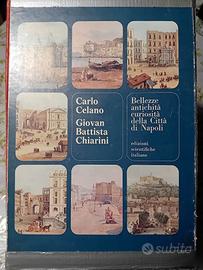 Carlo
Celano
Giovan
Battista
Chiarini
Bellezze
antichità
curiosità
della Città
di Napoli
edizioni
scientifiche
italiane
subito